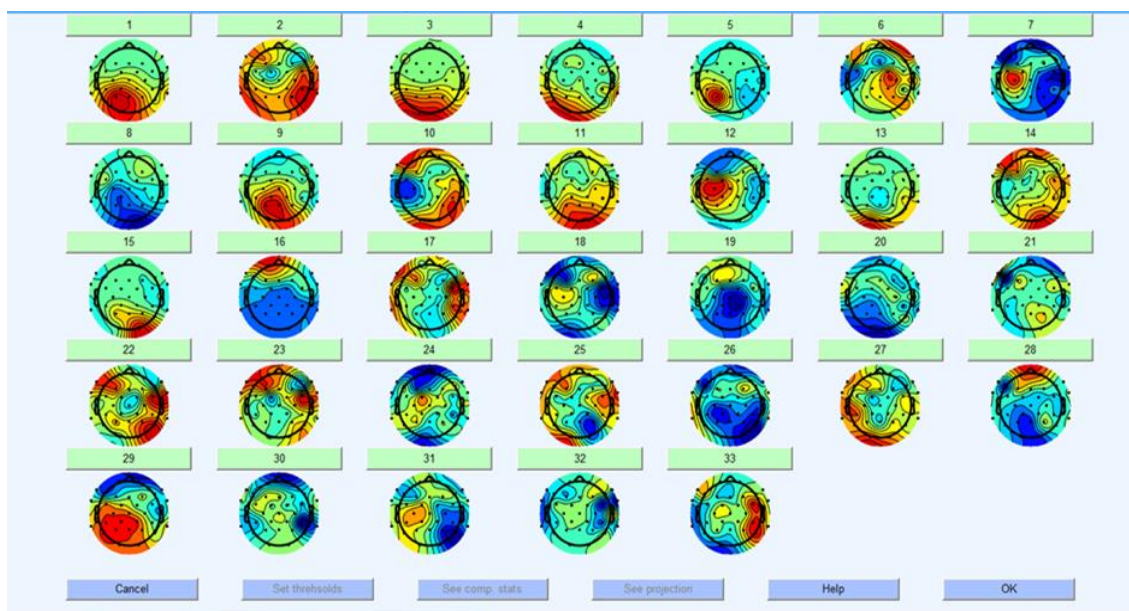 1 2 3 4 5 6 7
8 9 10 11 12 13 14
15 16 17 18 19 20 21
22 23 24 25 26 27 28
29 30 31 32 33
Cancel Set threhsolds See comp. stats See projection Help OK